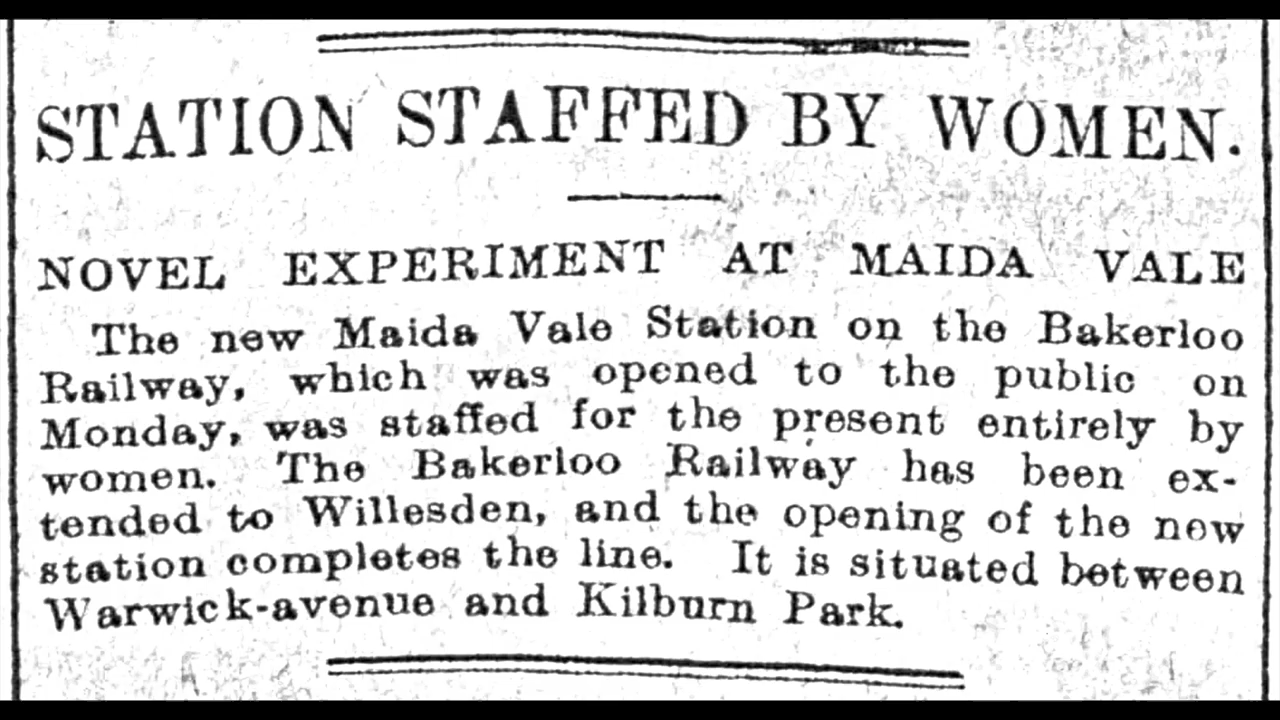 STATION STAFFED BY WOMEN.
NOVEL EXPERIMENT AT MAIDA VALE
The new Maida Vale Station on the Bakerloo
Railway, which was opened to the public on
Monday, was staffed for the present entirely by
women. The Bakerloo Railway has been ex-
tended to Willesden, and the opening of the new
station completes the line. It is situated between
Warwick-avenue and Kilburn Park.